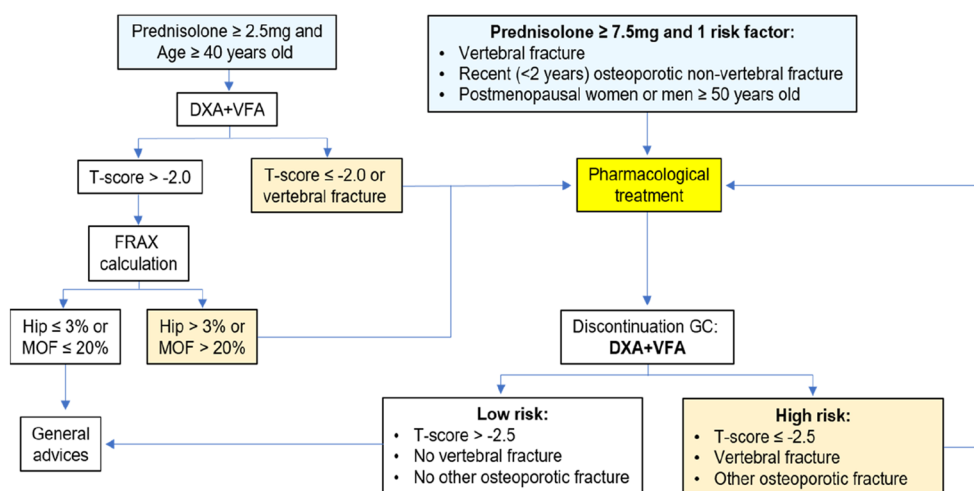 Prednisolone ≥ 2.5mg and
Age ≥ 40 years old
Prednisolone ≥ 7.5mg and 1 risk factor:
• Vertebral fracture
• Recent (<2 years) osteoporotic non-vertebral fracture
• Postmenopausal women or men ≥ 50 years old
DXA+VFA
T-score > -2.0
T-score ≤ -2.0 or
vertebral fracture
Pharmacological
treatment
FRAX
calculation
Hip ≤ 3% or
MOF ≤ 20%
Hip > 3% or
MOF > 20%
Discontinuation GC:
DXA+VFA
General
advices
Low risk:
• T-score > -2.5
• No vertebral fracture
• No other osteoporotic fracture
High risk:
• T-score ≤ -2.5
• Vertebral fracture
• Other osteoporotic fracture